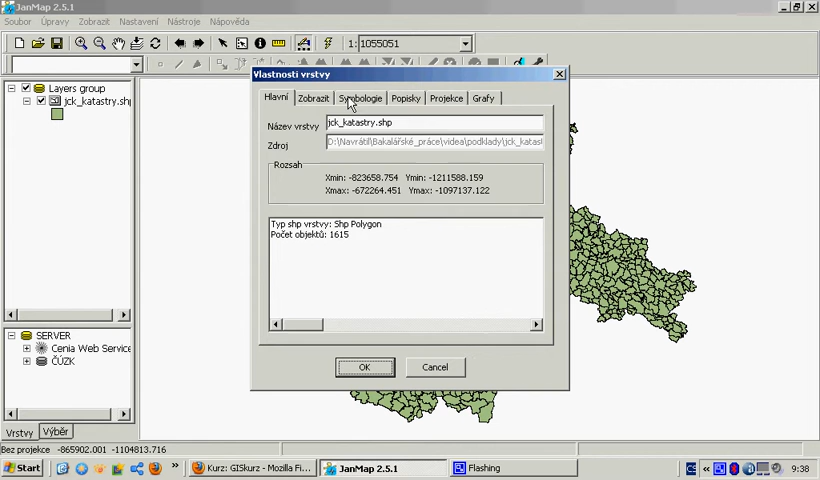 JanMap 2.5.1
Soubor Úpravy Zobrazit Vrstvení Nástroje Nápověda
1: 1055051
Layers group
jck_katastry.shp
Vlastnosti vrstvy
Hlavní Zobrazit Symbologie Popisky Projekce Grafy
Název vrstvy jck_katastry.shp
Zdroj D:\Navrátil\Bakalářské_práce\videa\podklady\jck_katast
Rozsah
Xmin: -823658.754 Ymin: -1211588.159
Xmax: -672264.451 Ymax: -1097137.122
Typ shp vrstvy: Shp Polygon
Počet objektů: 1615
OK Cancel
SERVER
Cenia Web Service
ČÚZK
Vrstvy Výběr
Bez projekce -865902.001 -1104813.716
Start » Kurz: GISkurz - Mozilla Fi... JanMap 2.5.1 Flashing CS « 9:38